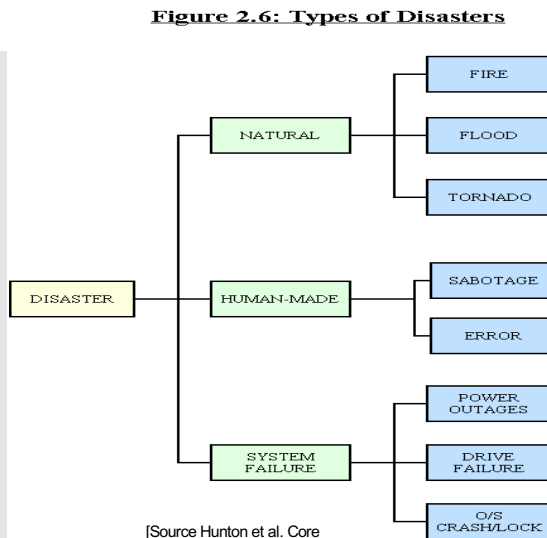 Figure 2.6: Types of Disasters
FIRE
NATURAL
FLOOD
TORNADO
DISASTER
HUMAN-MADE
SABOTAGE
ERROR
SYSTEM
FAILURE
POWER
OUTAGES
DRIVE
FAILURE
O/S
CRASH/LOCK
[Source Hunton et al. Core